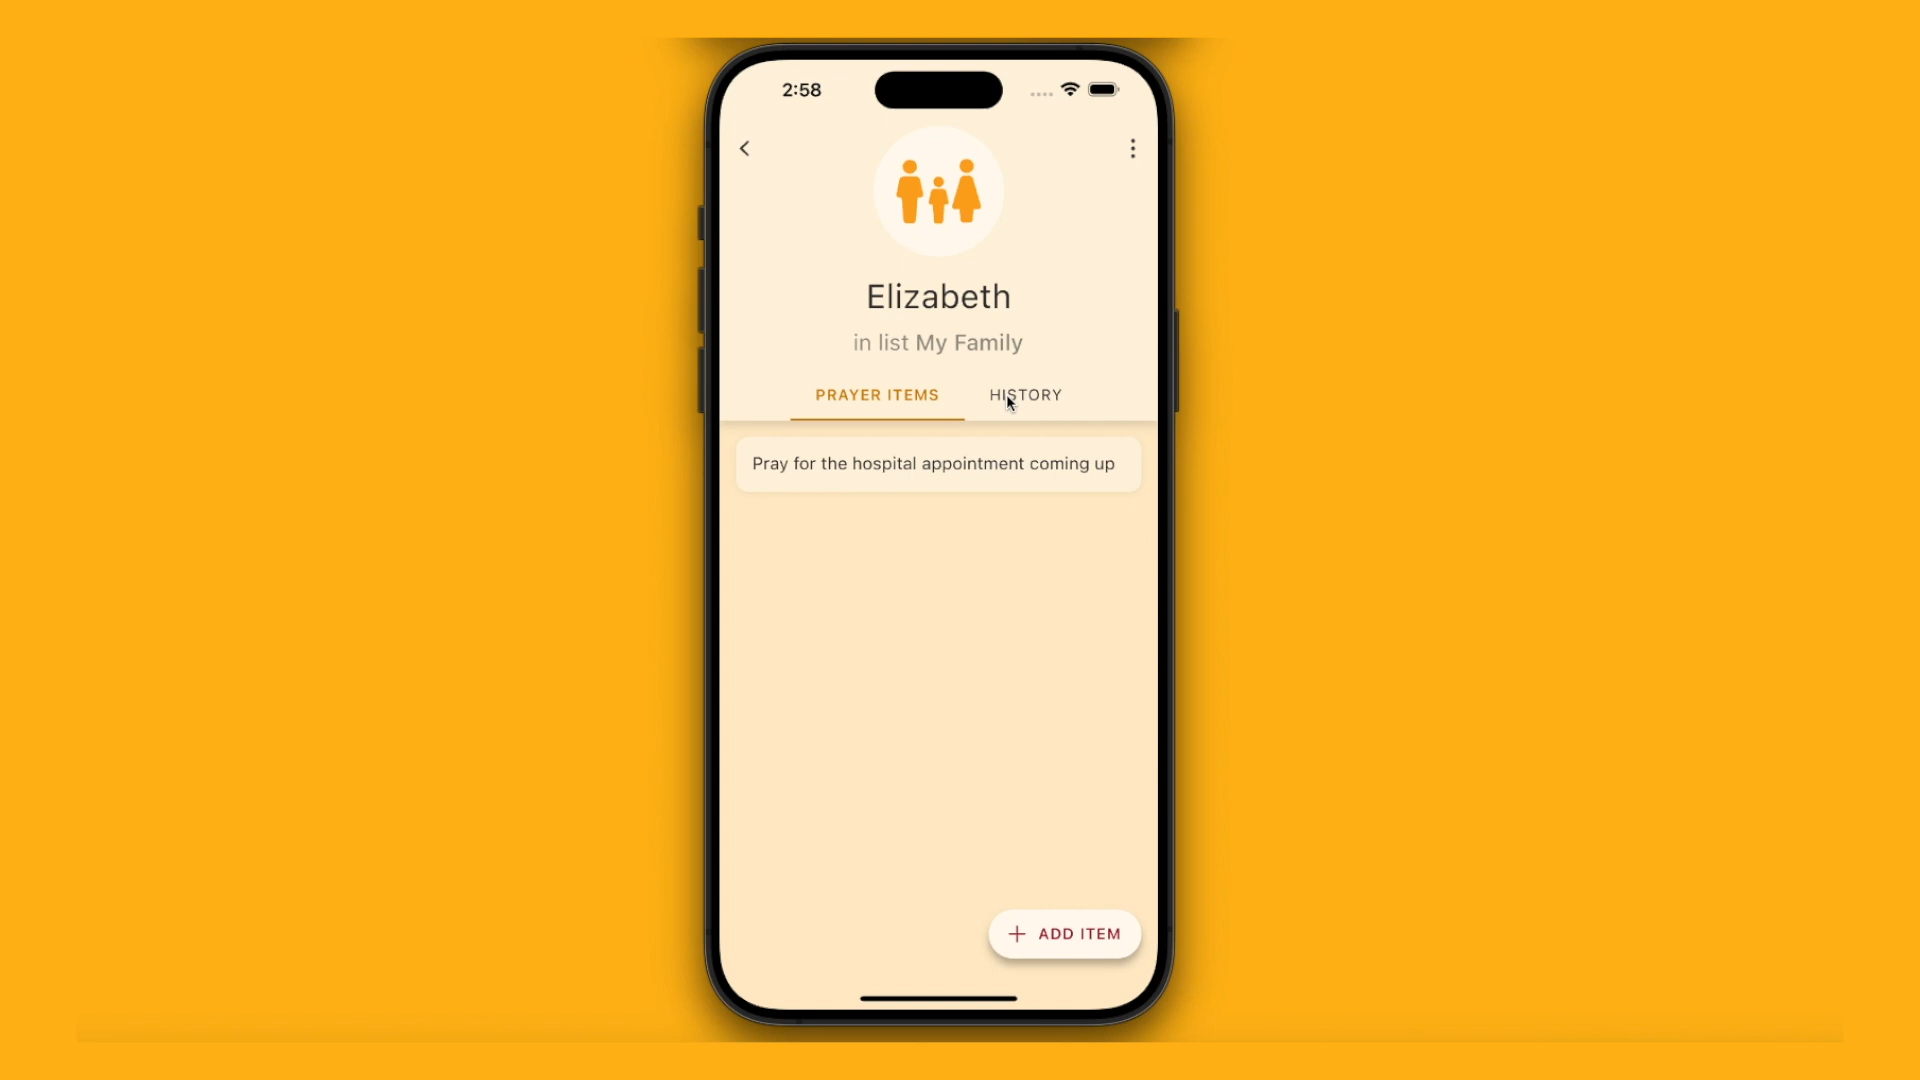 2:58
Elizabeth
in list My Family
PRAYER ITEMS
HISTORY
Pray for the hospital appointment coming up
+ ADD ITEM